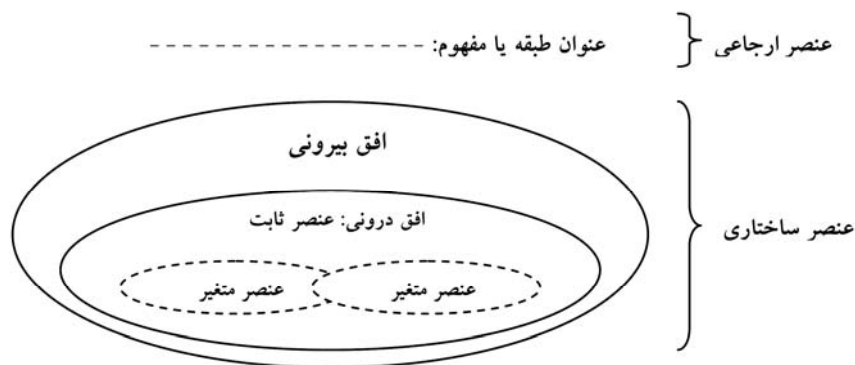 عنصر ارجاعی
عنوان طبقه یا مفهوم:
افق بیرونی
عنصر ساختاری
افق درونی: عنصر ثابت
عنصر متغیر
عنصر متغیر